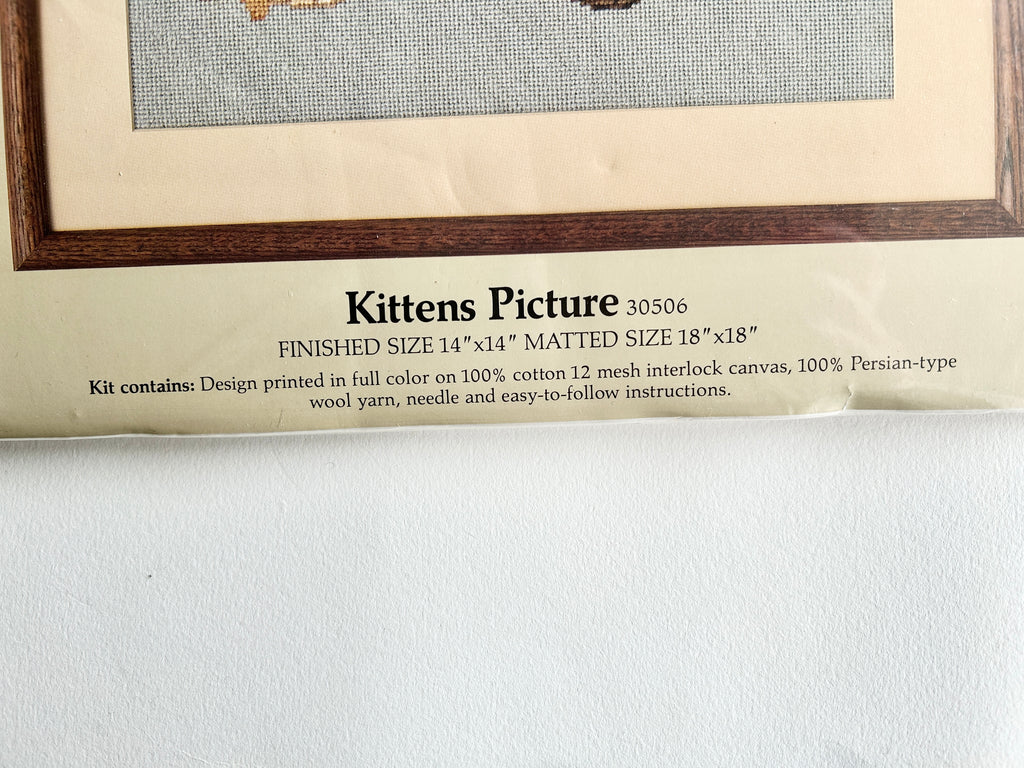 Kittens Picture 30506
FINISHED SIZE 14"x14" MATTED SIZE 18"x18"
Kit contains: Design printed in full color on 100% cotton 12 mesh interlock canvas, 100% Persian-type
wool yarn, needle and easy-to-follow instructions.